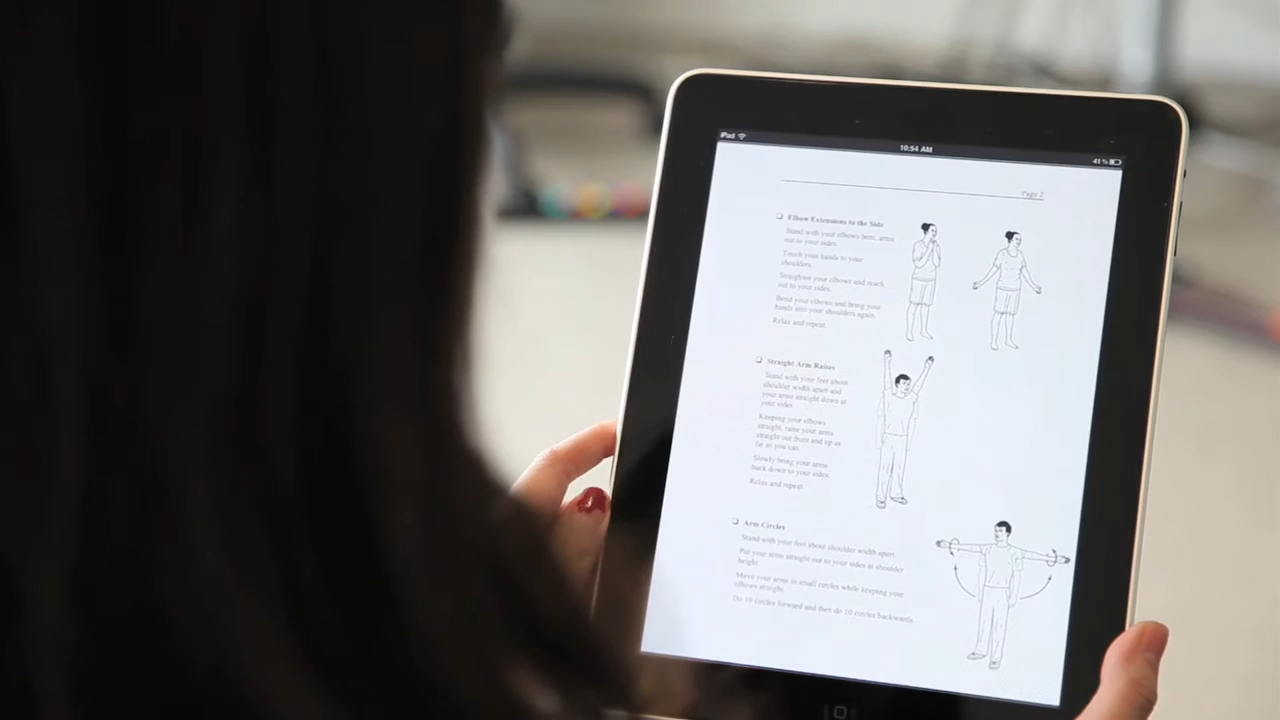 iPad
10:54 AM
41%
Page 2
❏ Elbow Extensions to the Side
Stand with your elbows bent, arms
out to your sides.
Touch your hands to your
shoulders.
Straighten your elbows and reach
out to your sides.
Bend your elbows and bring your
hands into your shoulders again.
Relax and repeat.
❏ Straight Arm Raises
Stand with your feet about
shoulder width apart and
your arms straight down at
your sides.
Keeping your elbows
straight, raise your arms
straight out front and up as
far as you can.
Slowly bring your arms
back down to your sides.
Relax and repeat.
❏ Arm Circles
Stand with your feet about shoulder width apart.
Put your arms straight out to your sides at shoulder
height.
Move your arms in small circles while keeping your
elbows straight.
Do 10 circles forward and then do 10 circles backwards.